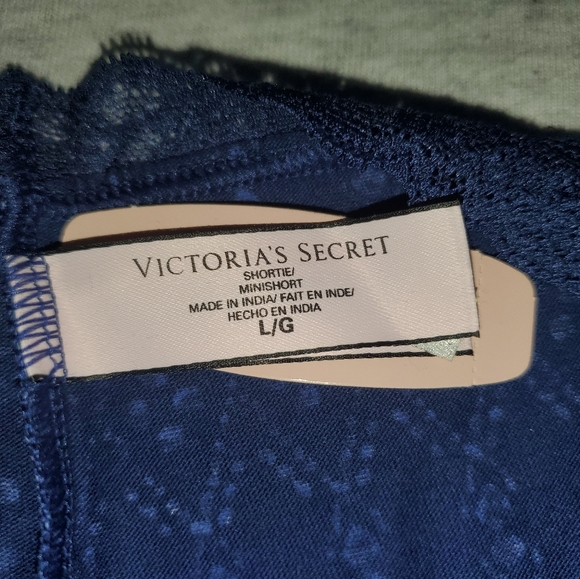 VICTORIA'S SECRET
SHORTIE/
MINISHORT
MADE IN INDIA/ FAIT EN INDE/
HECHO EN INDIA
L/G